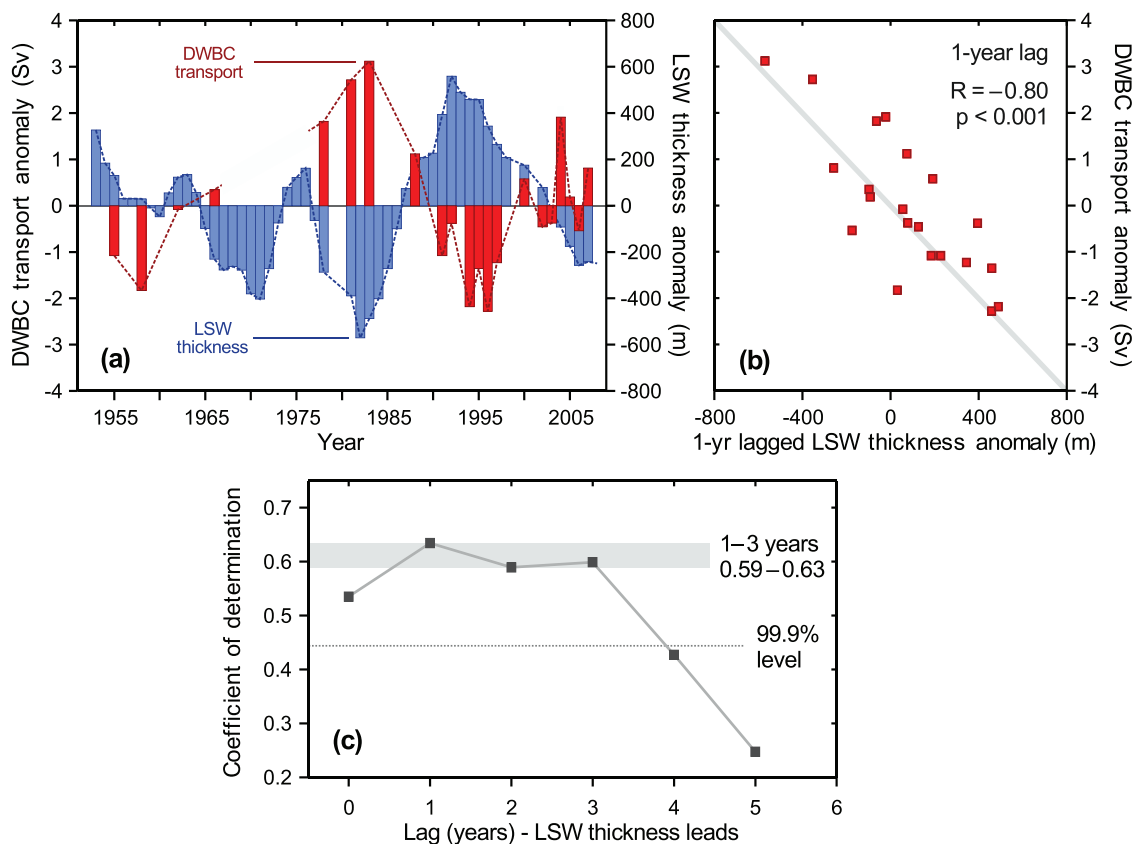 4
3
2
1
0
-1
-2
-3
-4
DWBC transport anomaly (Sv)
DWBC
transport
LSW
thickness
(a)
1955
1965
1975
1985
1995
2005
Year
800
600
400
200
0
-200
-400
-600
-800
LSW thickness anomaly (m)
1-year lag
R = −0.80
p < 0.001
(b)
4
3
2
1
0
-1
-2
-3
-4
DWBC transport anomaly (Sv)
-800
-400
0
400
800
1-yr lagged LSW thickness anomaly (m)
0.7
0.6
0.5
0.4
0.3
0.2
Coefficient of determination
1–3 years
0.59–0.63
99.9%
level
(c)
0
1
2
3
4
5
6
Lag (years) - LSW thickness leads